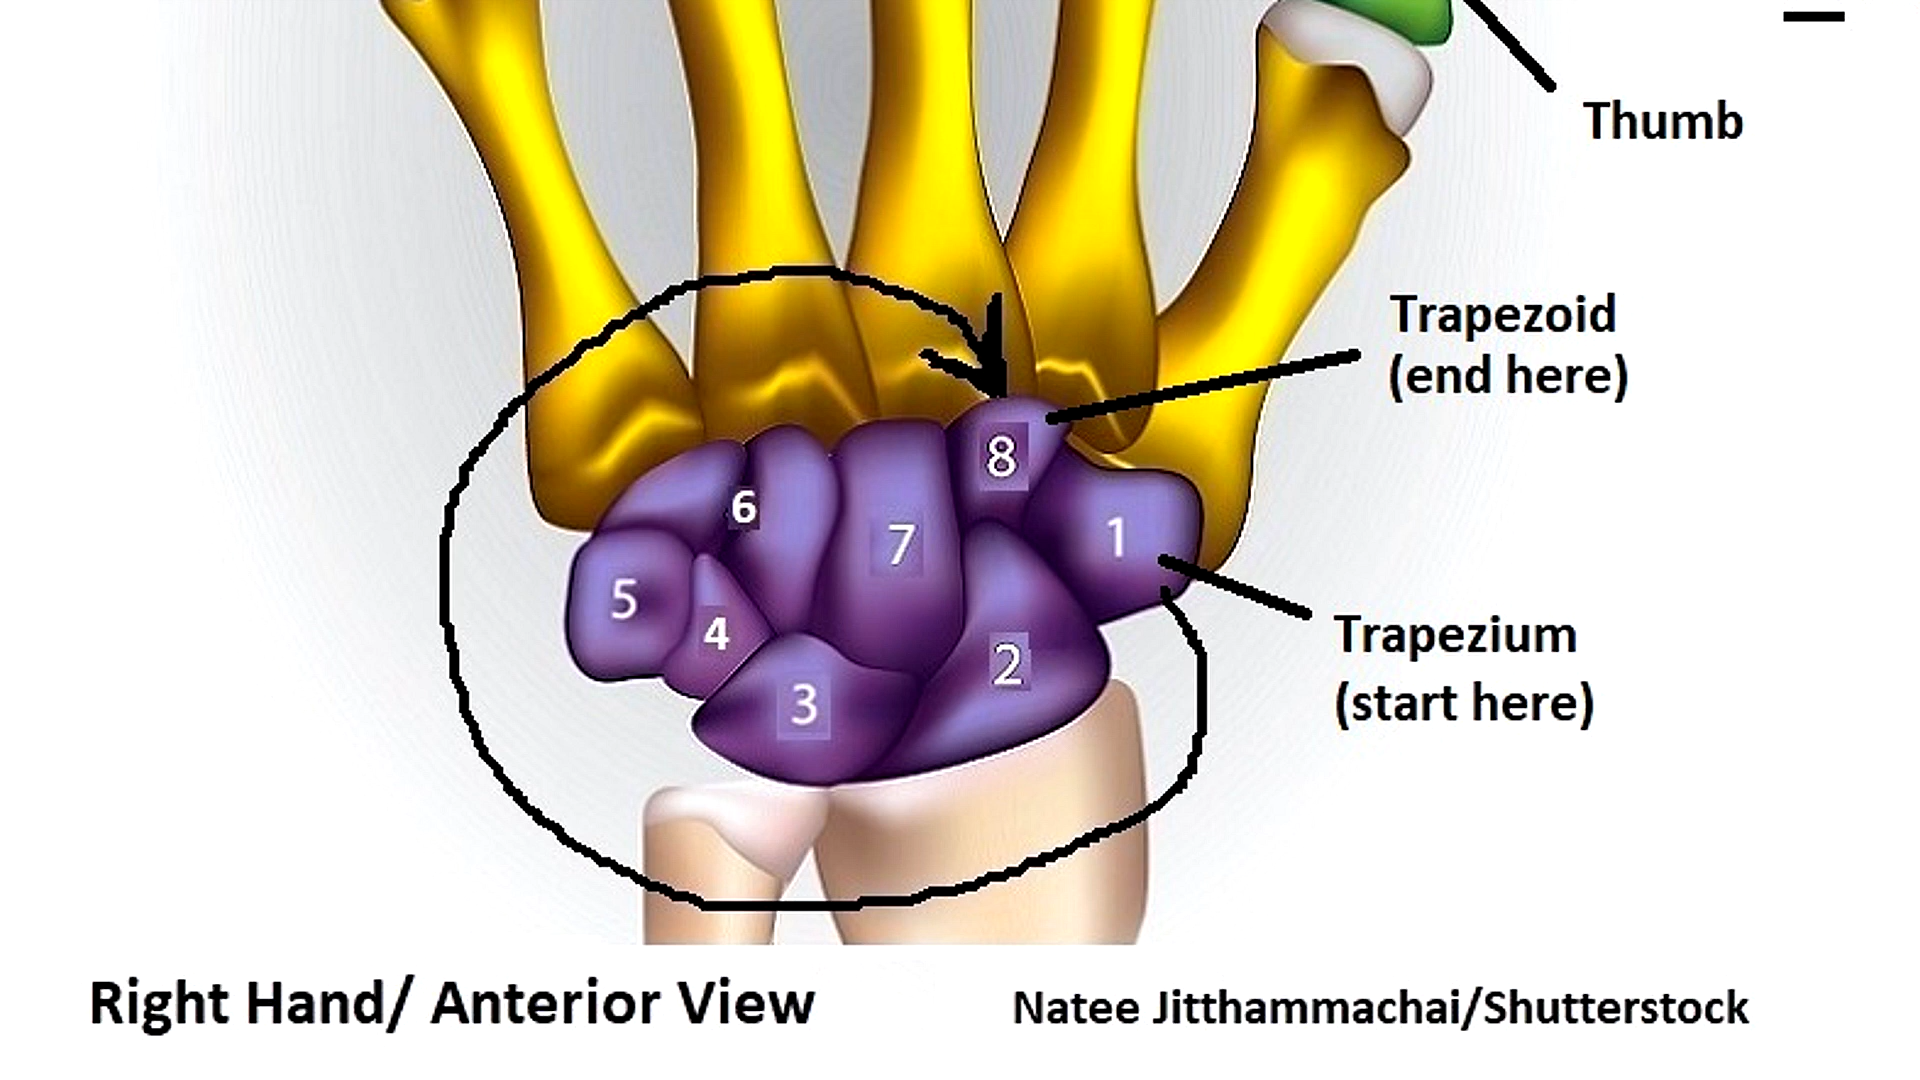 Thumb
Trapezoid
(end here)
8
6
1
7
5
4
2
Trapezium
(start here)
3
Right Hand/ Anterior View
Natee Jitthammachai/Shutterstock